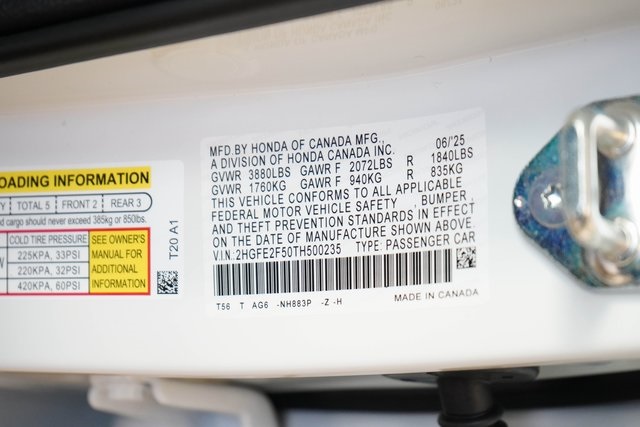 OADING INFORMATION
Y TOTAL 5 FRONT 2 REAR 3
d cargo should never exceed 385kg or 850lbs.
COLD TIRE PRESSURE
225KPA, 33PSI
220KPA, 32PSI
420KPA, 60PSI
SEE OWNER'S
MANUAL FOR
ADDITIONAL
INFORMATION
T20 A1
MFD. BY HONDA OF CANADA MFG., 06/'25
A DIVISION OF HONDA CANADA INC.
GVWR 3880LBS GAWR F 2072LBS R 1840LBS
GVWR 1760KG GAWR F 940KG R 835KG
THIS VEHICLE CONFORMS TO ALL APPLICABLE
FEDERAL MOTOR VEHICLE SAFETY , BUMPER ,
AND THEFT PREVENTION STANDARDS IN EFFECT
ON THE DATE OF MANUFACTURE SHOWN ABOVE.
V.I.N: 2HGFE2F50TH500235 TYPE: PASSENGER CAR
T56 T AG6 -NH883P -Z -H MADE IN CANADA